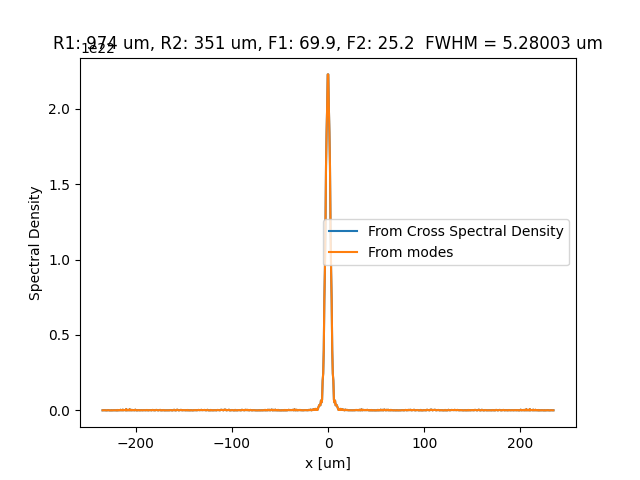 R1: 974 um, R2: 351 um, F1: 69.9, F2: 25.2  FWHM = 5.28003 um
1e22
2.0
1.5
1.0
0.5
0.0
Spectral Density
From Cross Spectral Density
From modes
−200
−100
0
100
200
x [um]